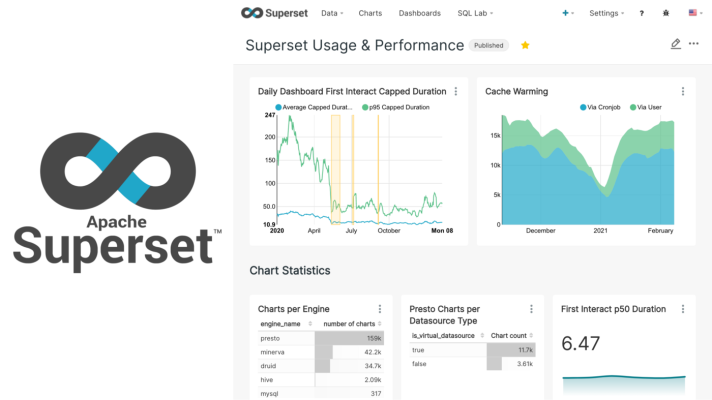 Apache
Superset™
Superset
Data
Charts
Dashboards
SQL Lab
+
Settings
?
Superset Usage & Performance
Published
Daily Dashboard First Interact Capped Duration
Average Capped Durat...
p95 Capped Duration
247
200
150
100
50.0
10.9
2020
April
July
October
Mon 08
Cache Warming
Via Cronjob
Via User
15k
10k
5k
0
December
2021
February
Chart Statistics
Charts per Engine
engine_name number of charts
presto 159k
minerva 42.2k
druid 34.7k
hive 2.09k
mysql 317
Presto Charts per
Datasource Type
is_virtual_datasource Chart count
true 11.7k
false 3.61k
First Interact p50 Duration
6.47